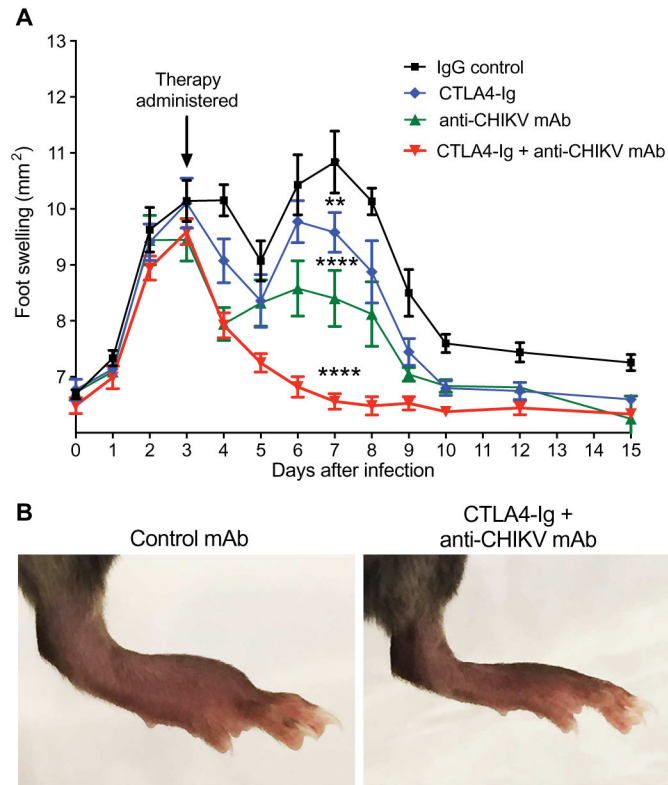 A
13
12
11
10
9
8
7
Foot swelling (mm²)
Therapy
administered
IgG control
CTLA4-Ig
anti-CHIKV mAb
CTLA4-Ig + anti-CHIKV mAb
**
****
****
0 1 2 3 4 5 6 7 8 9 10 11 12 13 14 15
Days after infection
B
Control mAb
CTLA4-Ig +
anti-CHIKV mAb